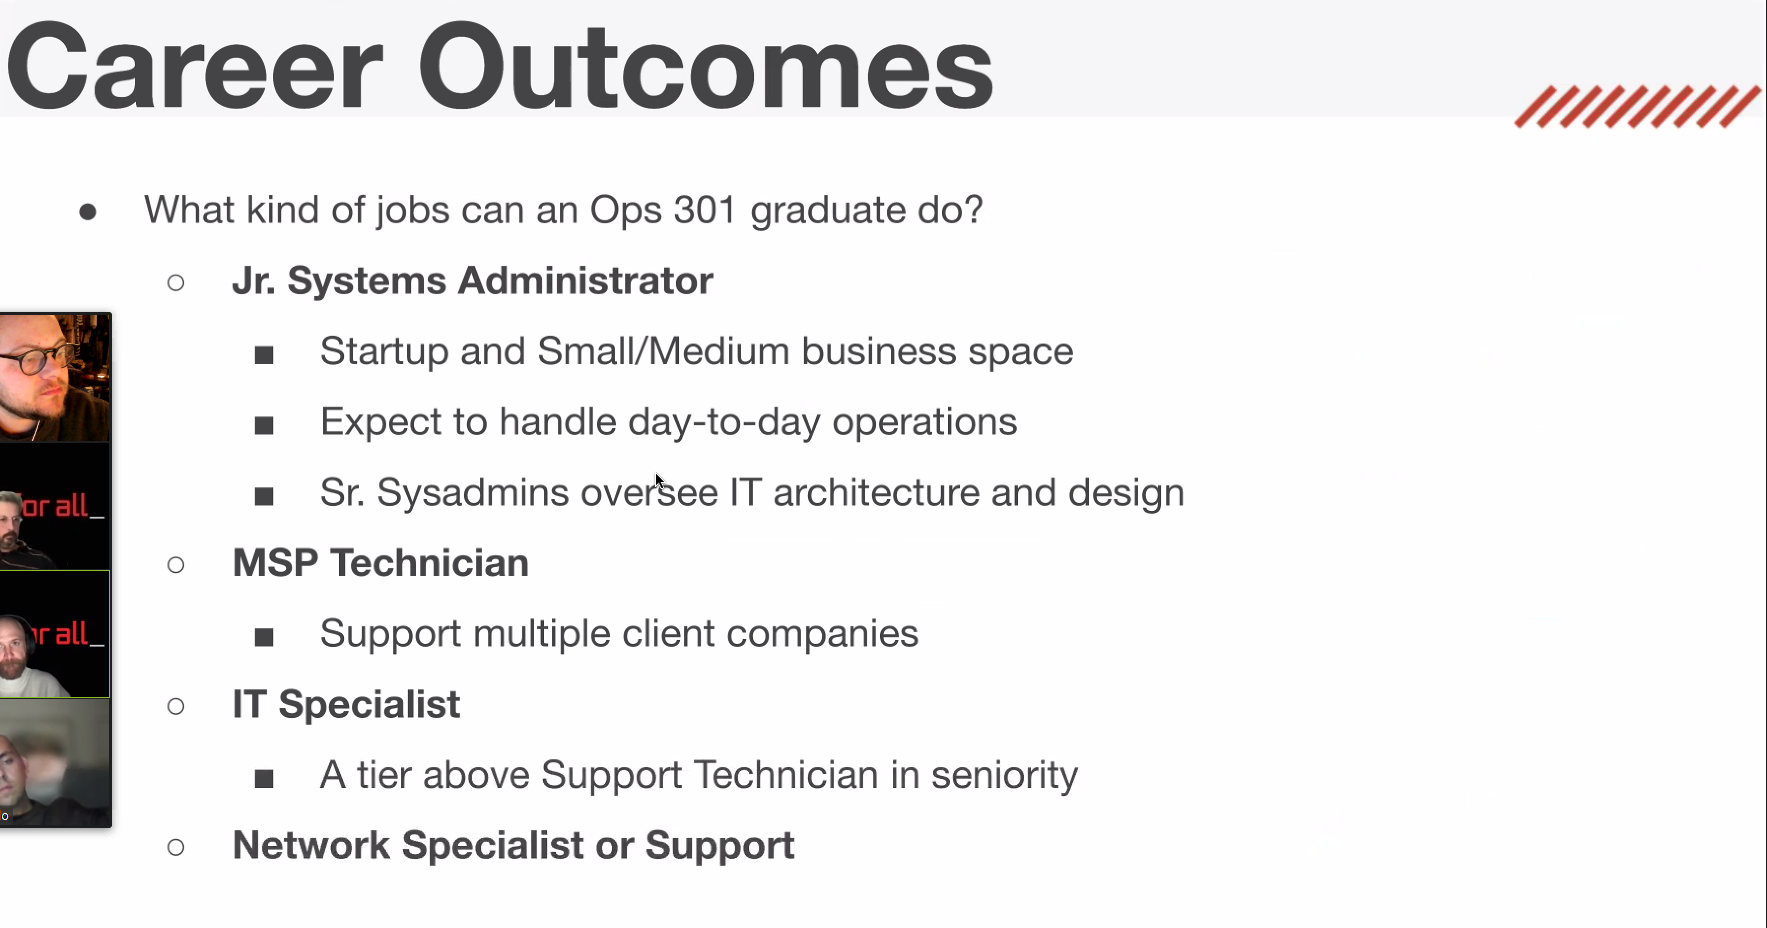 Career Outcomes
What kind of jobs can an Ops 301 graduate do?
Jr. Systems Administrator
Startup and Small/Medium business space
Expect to handle day-to-day operations
Sr. Sysadmins oversee IT architecture and design
MSP Technician
Support multiple client companies
IT Specialist
A tier above Support Technician in seniority
Network Specialist or Support
or all_
or all_
o